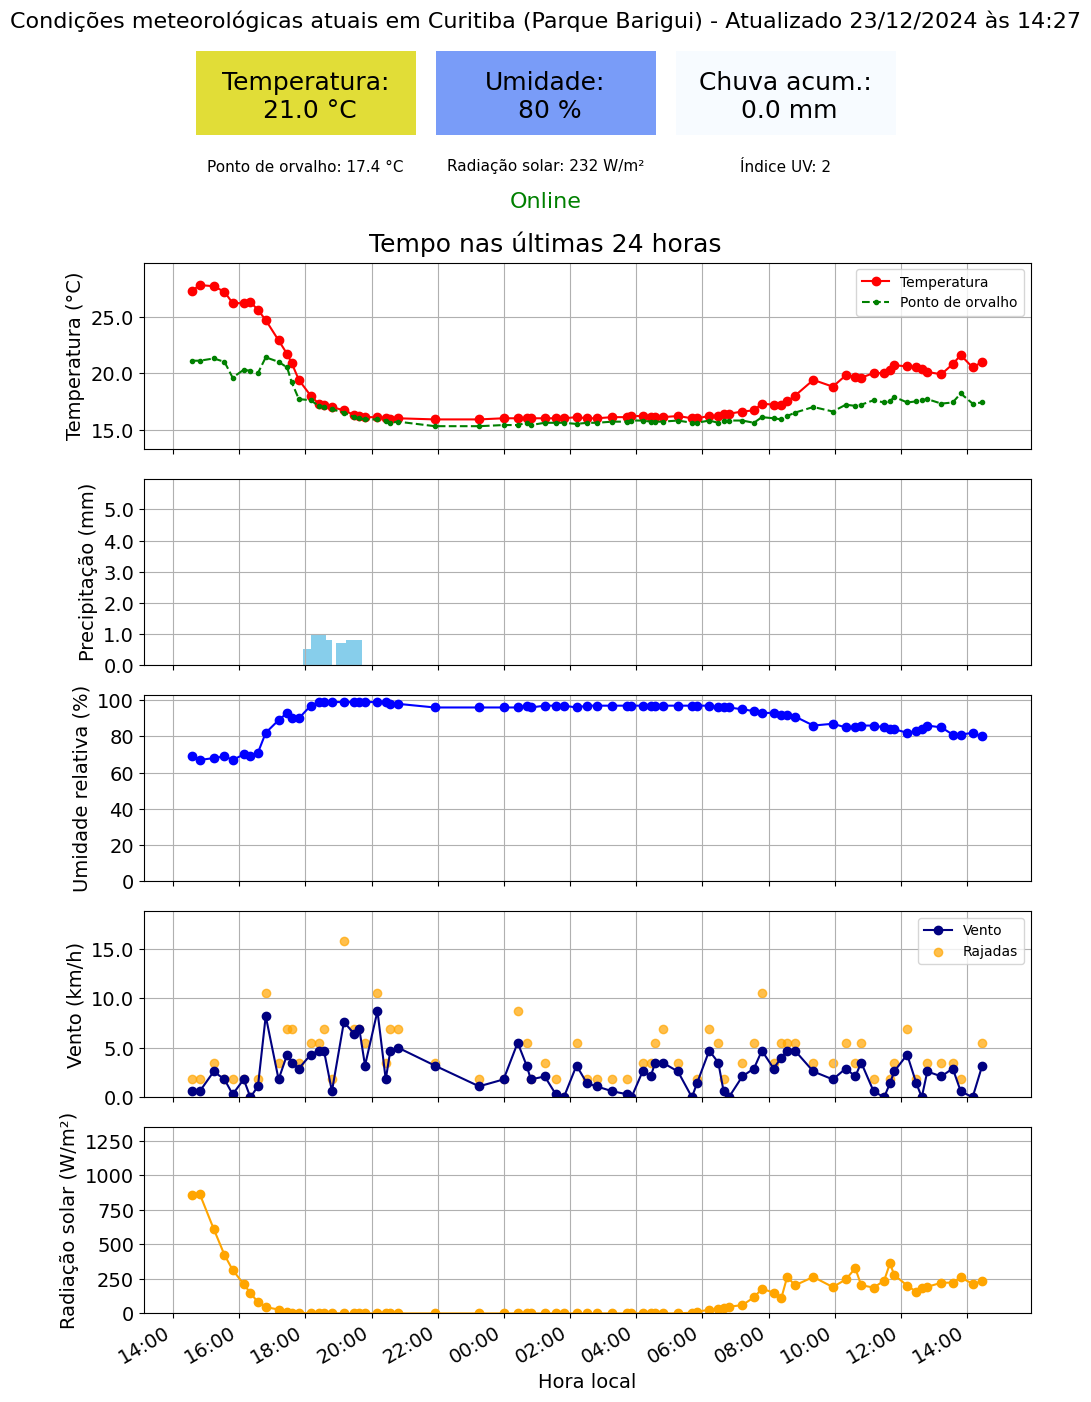 Condições meteorológicas atuais em Curitiba (Parque Barigui) - Atualizado 23/12/2024 às 14:27
Temperatura:
21.0 °C
Umidade:
80 %
Chuva acum.:
0.0 mm
Ponto de orvalho: 17.4 °C
Radiação solar: 232 W/m²
Índice UV: 2
Online
Tempo nas últimas 24 horas
Temperatura (°C)
25.0
20.0
15.0
Temperatura
Ponto de orvalho
Precipitação (mm)
5.0
4.0
3.0
2.0
1.0
0.0
Umidade relativa (%)
100
80
60
40
20
0
Vento (km/h)
15.0
10.0
5.0
0.0
Vento
Rajadas
Radiação solar (W/m²)
1250
1000
750
500
250
0
14:00
16:00
18:00
20:00
22:00
00:00
02:00
04:00
06:00
08:00
10:00
12:00
14:00
Hora local